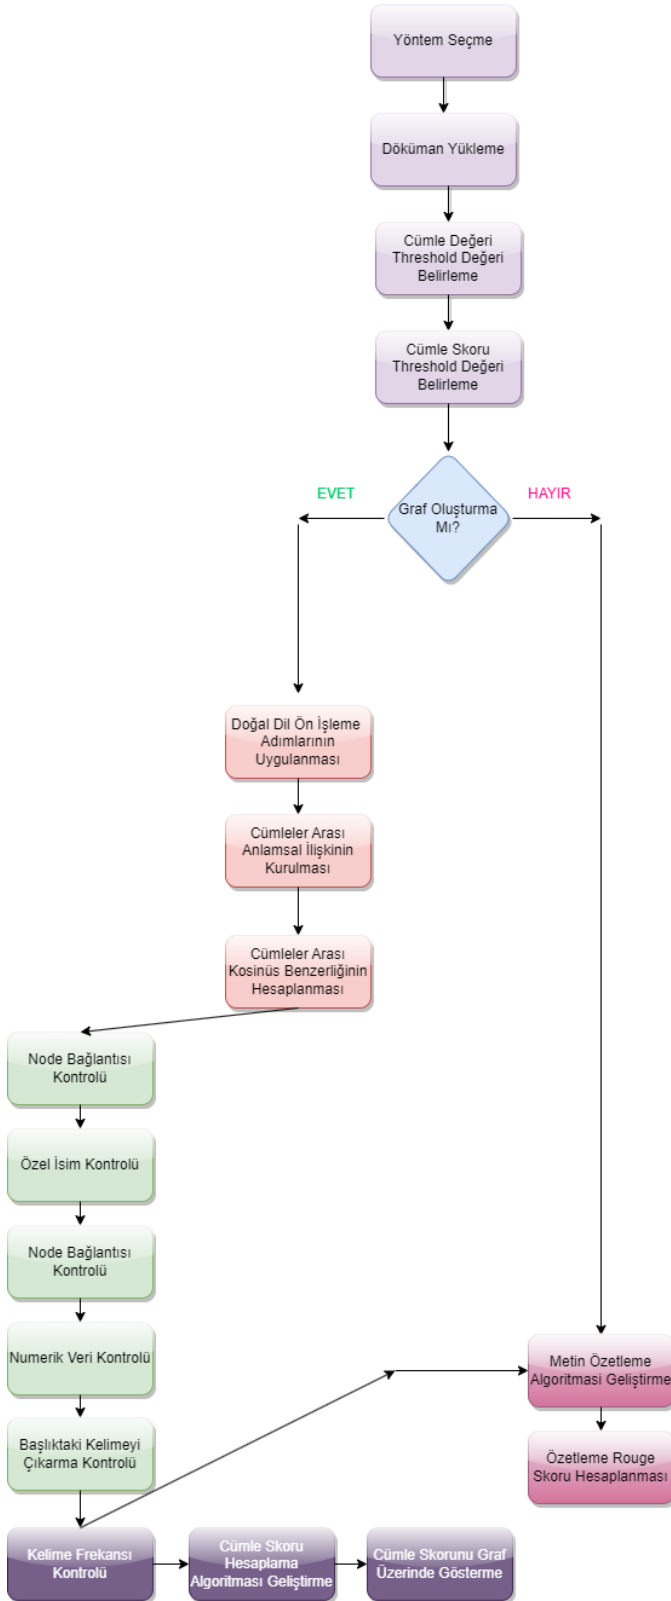 Yöntem Seçme
Döküman Yükleme
Cümle Değeri
Threshold Değeri
Belirleme
Cümle Skoru
Threshold Değeri
Belirleme
EVET
HAYIR
Graf Oluşturma
Mı?
Doğal Dil Ön İşleme
Adımlarının
Uygulanması
Cümleler Arası
Anlamsal İlişkinin
Kurulması
Cümleler Arası
Kosinüs Benzerliğinin
Hesaplanması
Node Bağlantısı
Kontrolü
Özel İsim Kontrolü
Node Bağlantısı
Kontrolü
Numerik Veri Kontrolü
Başlıktaki Kelimeyi
Çıkarma Kontrolü
Kelime Frekansı
Kontrolü
Cümle Skoru
Hesaplama
Algoritması Geliştirme
Cümle Skorunu Graf
Üzerinde Gösterme
Metin Özetleme
Algoritmasi Geliştirme
Özetleme Rouge
Skoru Hesaplanması